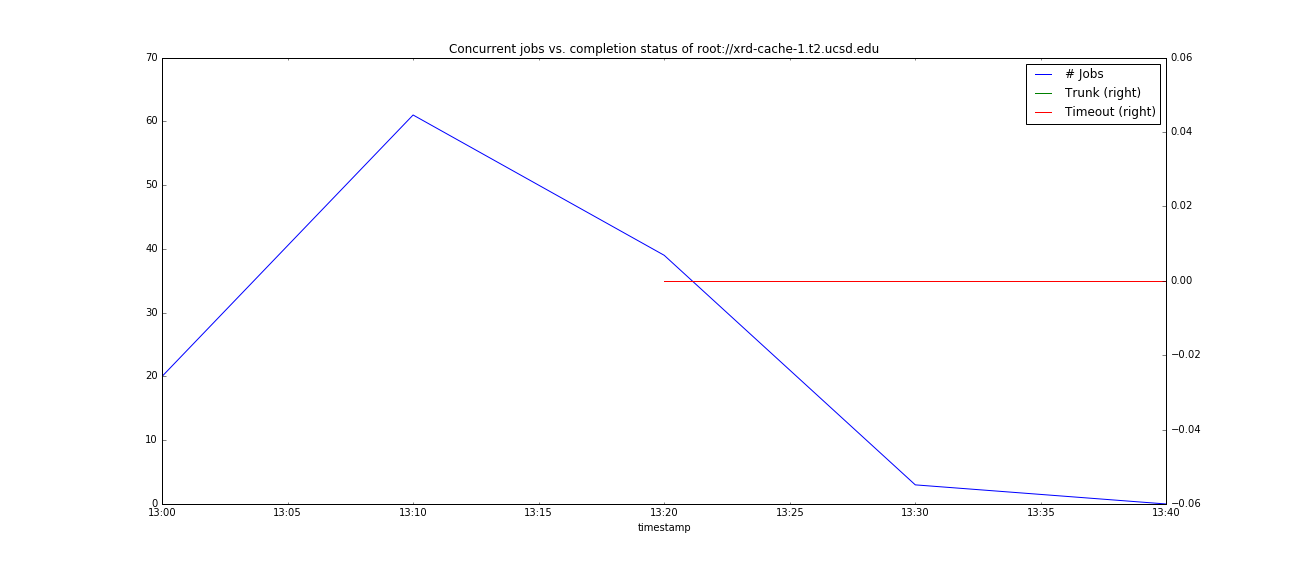 Concurrent jobs vs. completion status of root://xrd-cache-1.t2.ucsd.edu
70
60
50
40
30
20
10
0
0.06
0.04
0.02
0.00
−0.02
−0.04
−0.06
# Jobs
Trunk (right)
Timeout (right)
13:00 13:05 13:10 13:15 13:20 13:25 13:30 13:35 13:40
timestamp